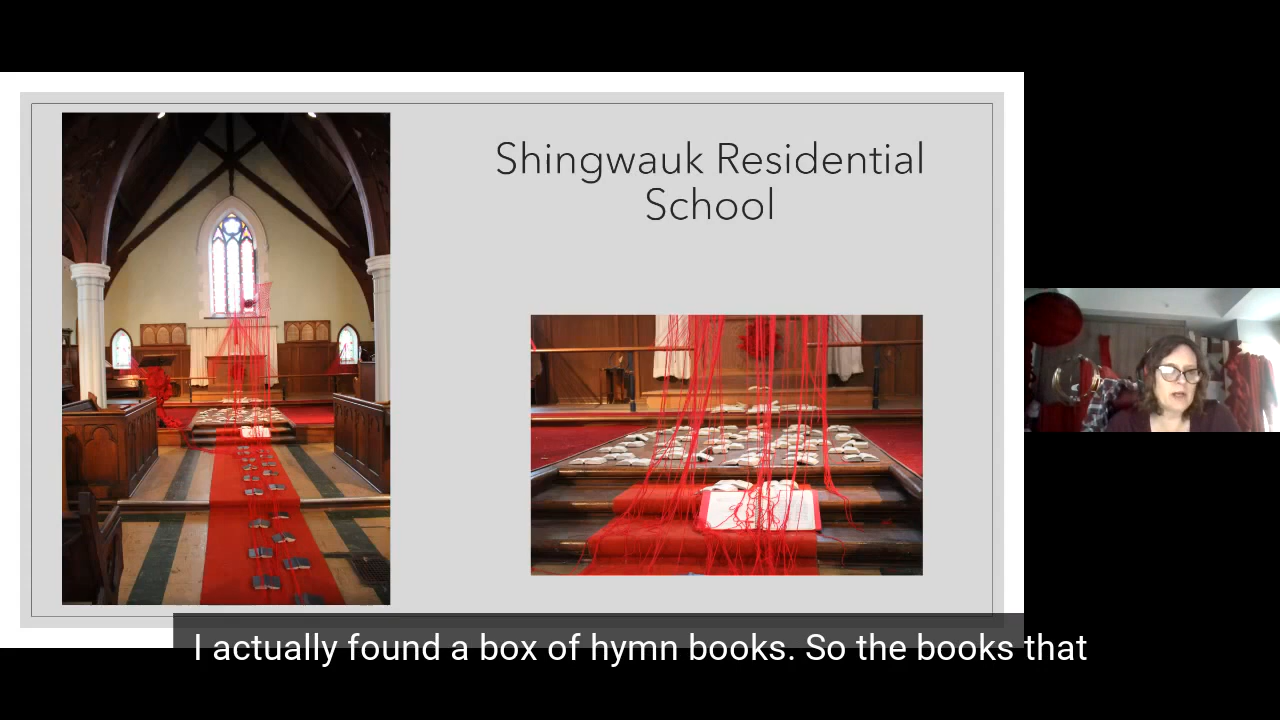 Shingwauk Residential
School
I actually found a box of hymn books. So the books that